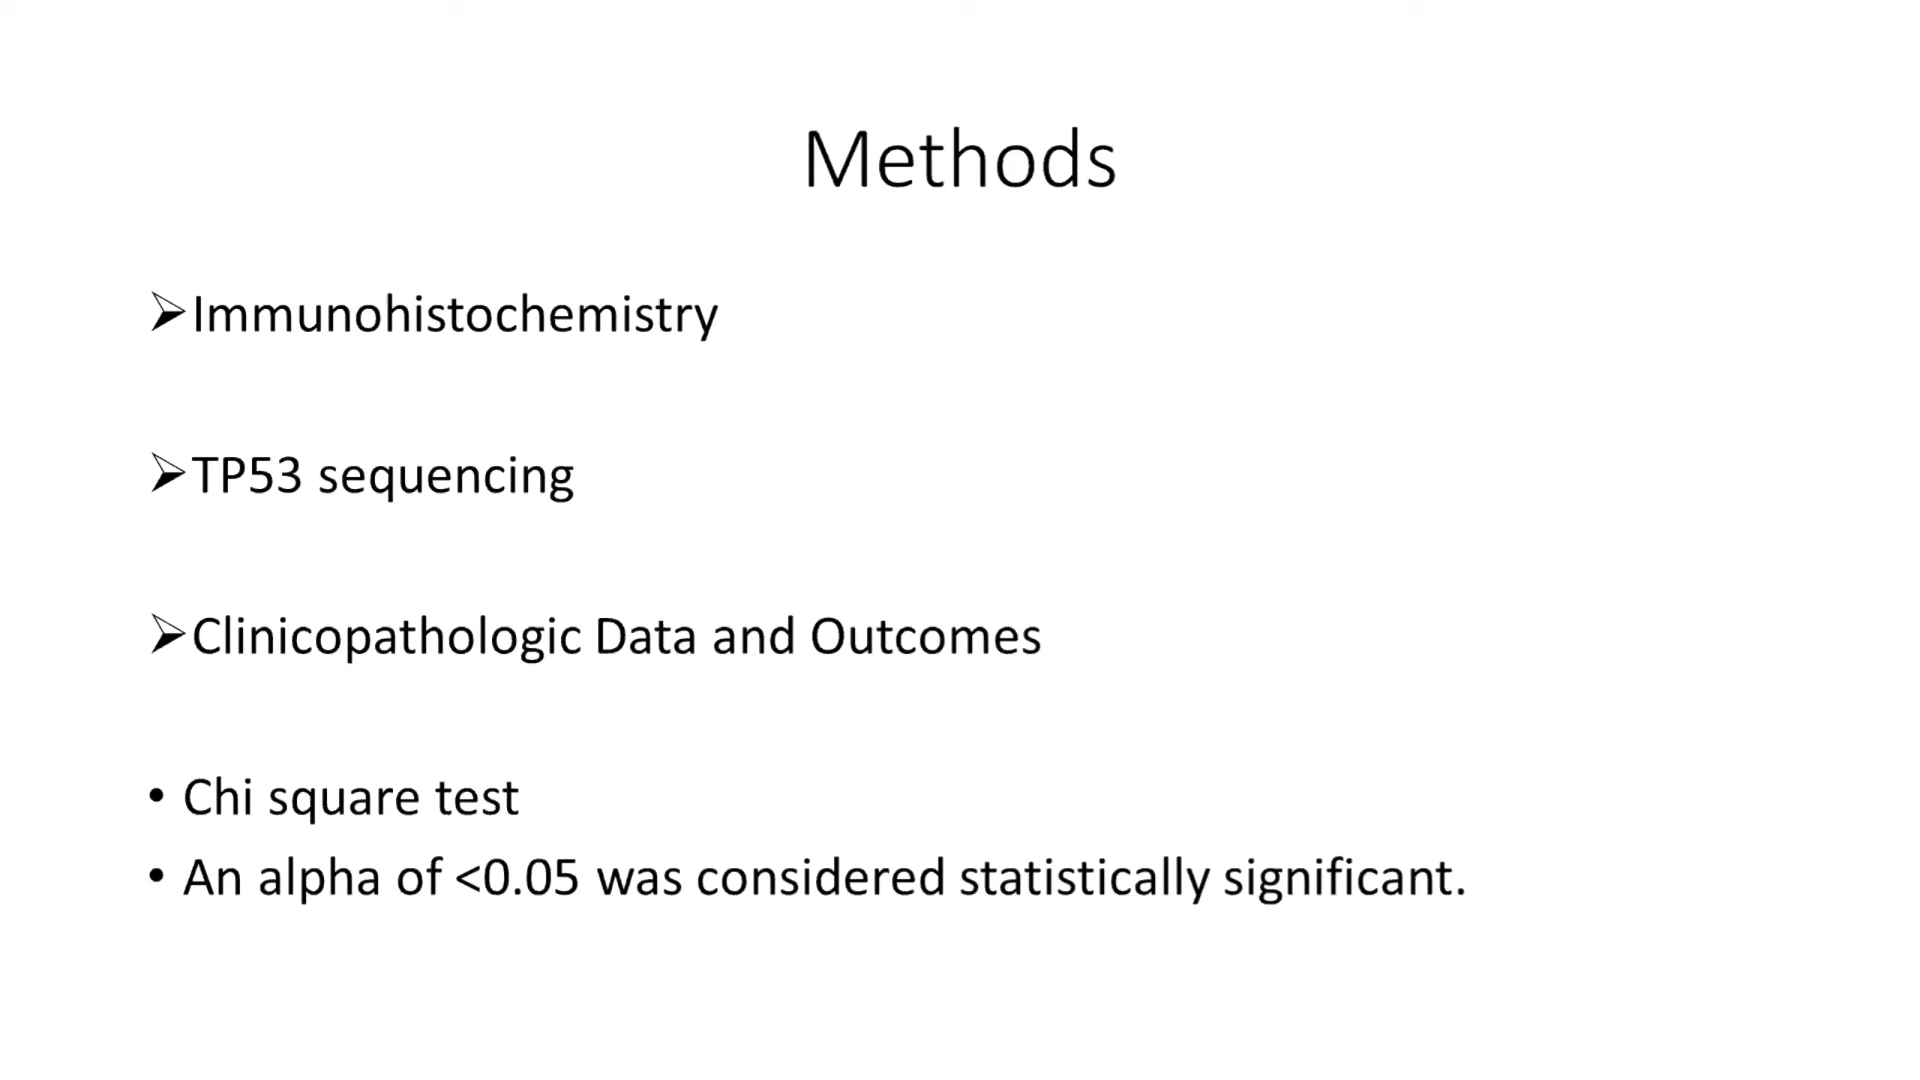 Methods
➢Immunohistochemistry
➢TP53 sequencing
➢Clinicopathologic Data and Outcomes
• Chi square test
• An alpha of <0.05 was considered statistically significant.